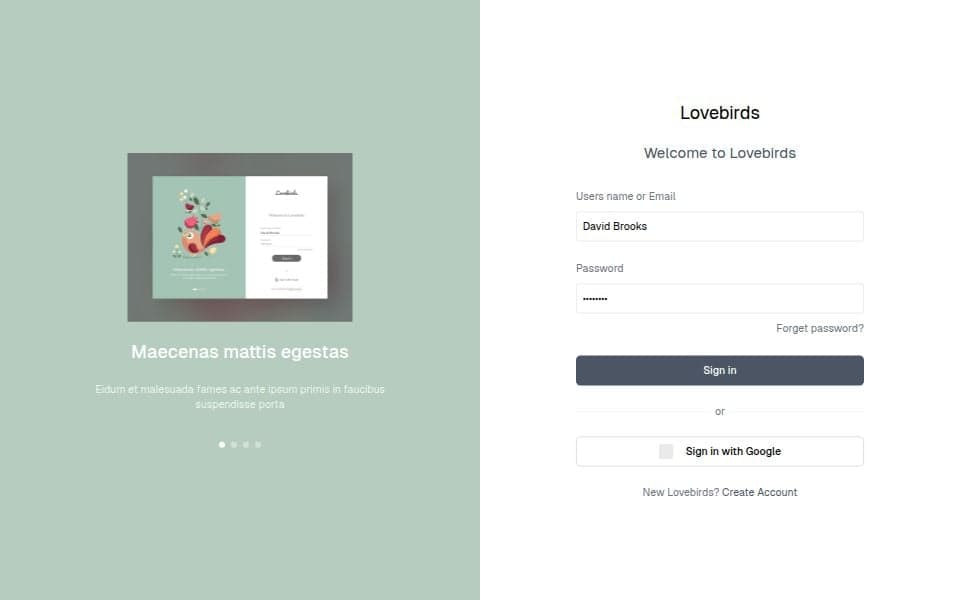 Lovebirds
Maecenas mattis egestas
Eidum et malesuada fames ac ante ipsum primis in faucibus
suspendisse porta
Lovebirds
Welcome to Lovebirds
Users name or Email
David Brooks
Password
••••••••
Forget password?
Sign in
or
Sign in with Google
New Lovebirds? Create Account